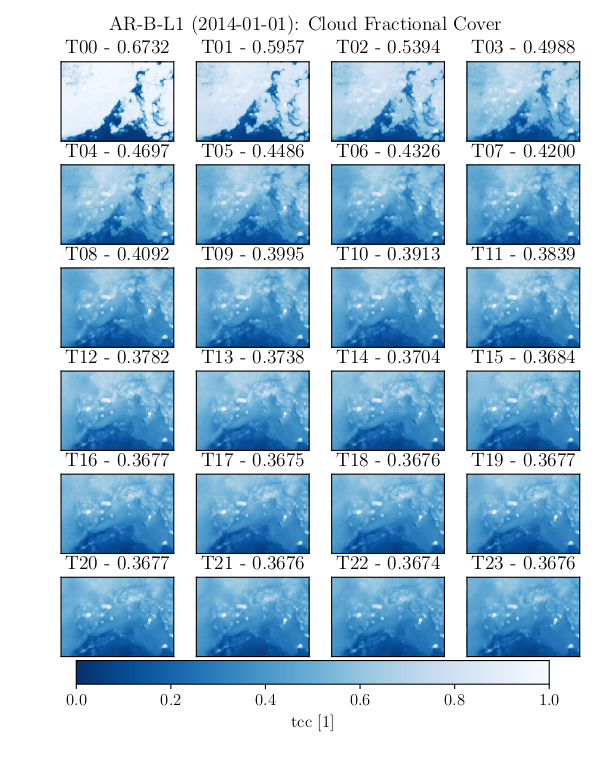 AR-B-L1 (2014-01-01): Cloud Fractional Cover
T00 - 0.6732 T01 - 0.5957 T02 - 0.5394 T03 - 0.4988
T04 - 0.4697 T05 - 0.4486 T06 - 0.4326 T07 - 0.4200
T08 - 0.4092 T09 - 0.3995 T10 - 0.3913 T11 - 0.3839
T12 - 0.3782 T13 - 0.3738 T14 - 0.3704 T15 - 0.3684
T16 - 0.3677 T17 - 0.3675 T18 - 0.3676 T19 - 0.3677
T20 - 0.3677 T21 - 0.3676 T22 - 0.3674 T23 - 0.3676
0.0 0.2 0.4 0.6 0.8 1.0
tcc [1]